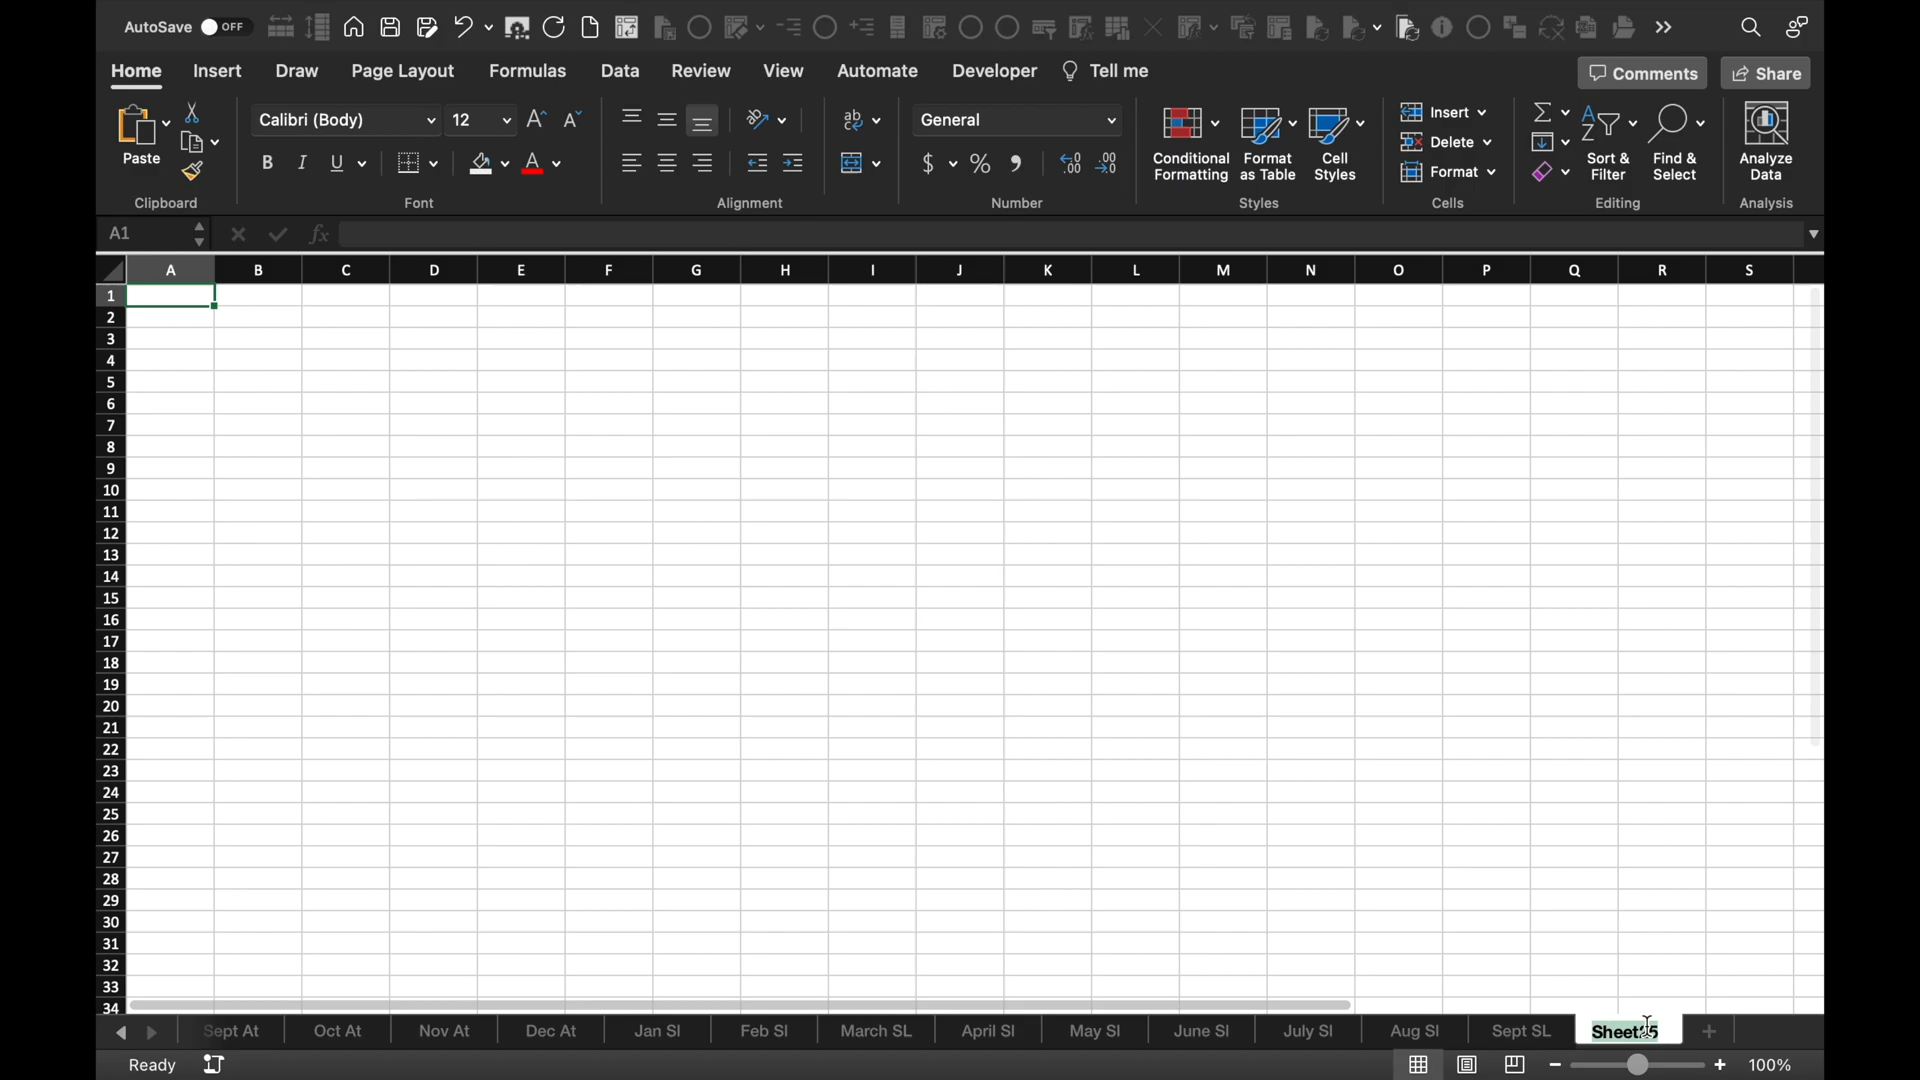 AutoSave OFF
Home Insert Draw Page Layout Formulas Data Review View Automate Developer Tell me Comments Share
Paste
Clipboard
Calibri (Body) 12
B I U
Font
ab
Alignment
General
$ % ,
Number
Conditional Formatting
Format as Table
Cell Styles
Styles
Insert
Delete
Format
Cells
Sort & Filter
Find & Select
Editing
Analyze Data
Analysis
A1 fx
A B C D E F G H I J K L M N O P Q R S
1
2
3
4
5
6
7
8
9
10
11
12
13
14
15
16
17
18
19
20
21
22
23
24
25
26
27
28
29
30
31
32
33
34
Sept At Oct At Nov At Dec At Jan Sl Feb Sl March SL April Sl May Sl June Sl July Sl Aug Sl Sept SL Sheet25
Ready 100%